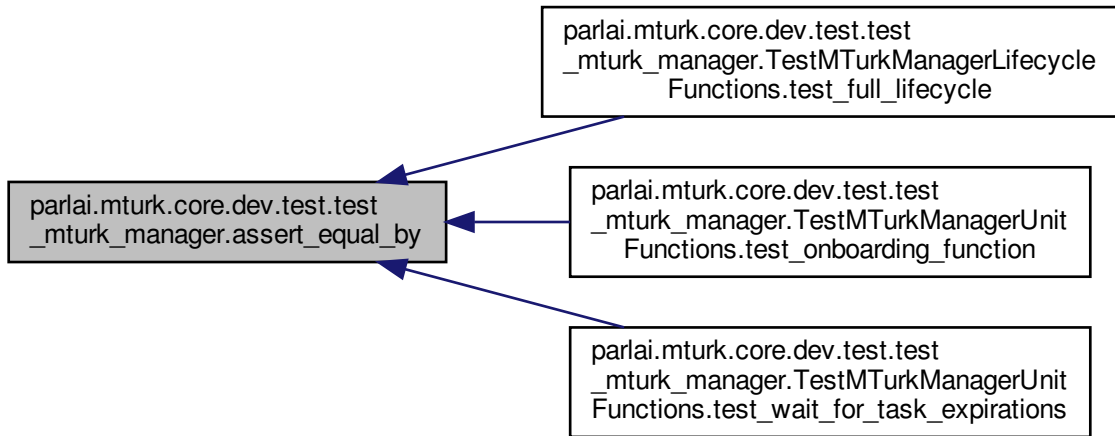 parlai.mturk.core.dev.test.test
_mturk_manager.TestMTurkManagerLifecycle
Functions.test_full_lifecycle
parlai.mturk.core.dev.test.test
_mturk_manager.assert_equal_by
parlai.mturk.core.dev.test.test
_mturk_manager.TestMTurkManagerUnit
Functions.test_onboarding_function
parlai.mturk.core.dev.test.test
_mturk_manager.TestMTurkManagerUnit
Functions.test_wait_for_task_expirations